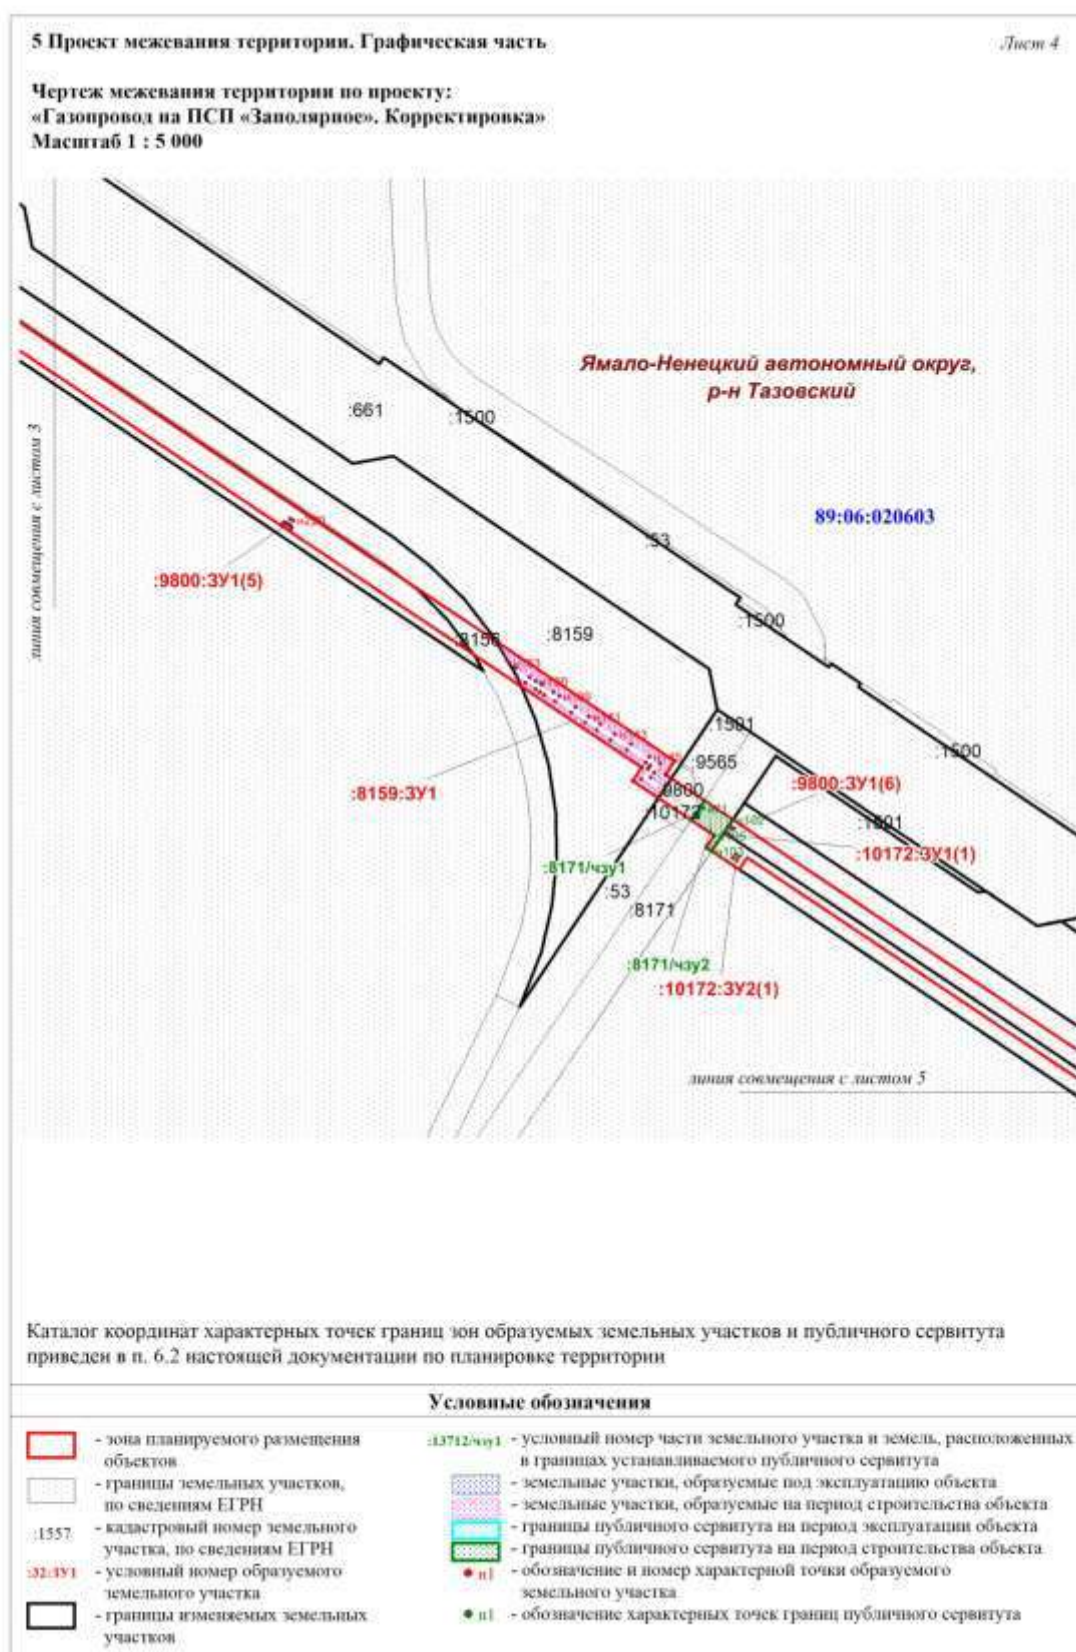 5 Проект межевания территории. Графическая часть
Лист 4
Чертеж межевания территории по проекту:
«Газопровод на ПСП «Заполярное». Корректировка»
Масштаб 1 : 5 000
Ямало-Ненецкий автономный округ,
р-н Тазовский
:661
:1500
линия совмещения с листом 3
89:06:020603
:53
:9800:ЗУ1(5)
:1500
:8159
:1501
:1500
:9565
:9800:ЗУ1(6)
:8159:ЗУ1
:9800
:10172
:10172:ЗУ1(1)
:8171/чзу1
:53
:8171
:8171/чзу2
:10172:ЗУ2(1)
линия совмещения с листом 5
Каталог координат характерных точек границ зон образуемых земельных участков и публичного сервитута
приведен в п. 6.2 настоящей документации по планировке территории
Условные обозначения
- зона планируемого размещения
объектов
- границы земельных участков,
по сведениям ЕГРН
:1557 - кадастровый номер земельного
участка, по сведениям ЕГРН
:32:ЗУ1 - условный номер образуемого
земельного участка
- границы изменяемых земельных
участков
:13712/чзу1 - условный номер части земельного участка и земель, расположенных
в границах устанавливаемого публичного сервитута
- земельные участки, образуемые под эксплуатацию объекта
- земельные участки, образуемые на период строительства объекта
- границы публичного сервитута на период эксплуатации объекта
- границы публичного сервитута на период строительства объекта
н1 - обозначение и номер характерной точки образуемого
земельного участка
п1 - обозначение характерных точек границ публичного сервитута